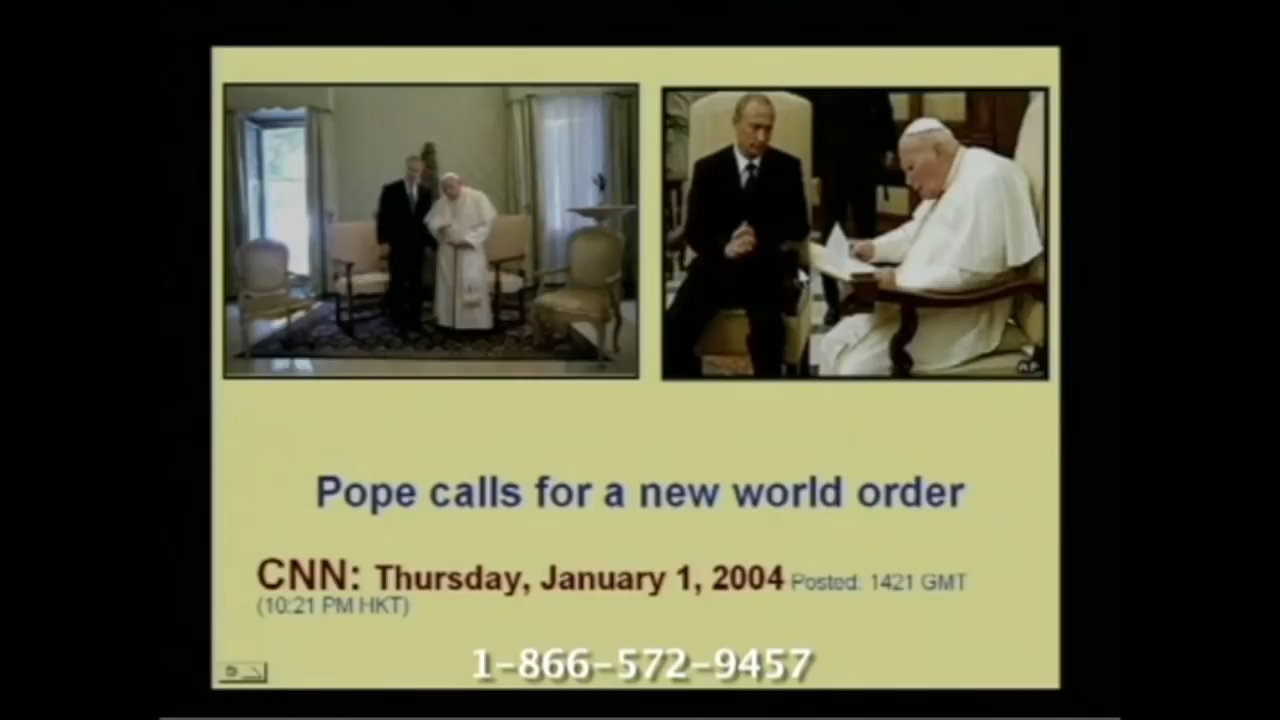 AP
Pope calls for a new world order
CNN: Thursday, January 1, 2004 Posted: 1421 GMT
(10:21 PM HKT)
1-866-572-9457